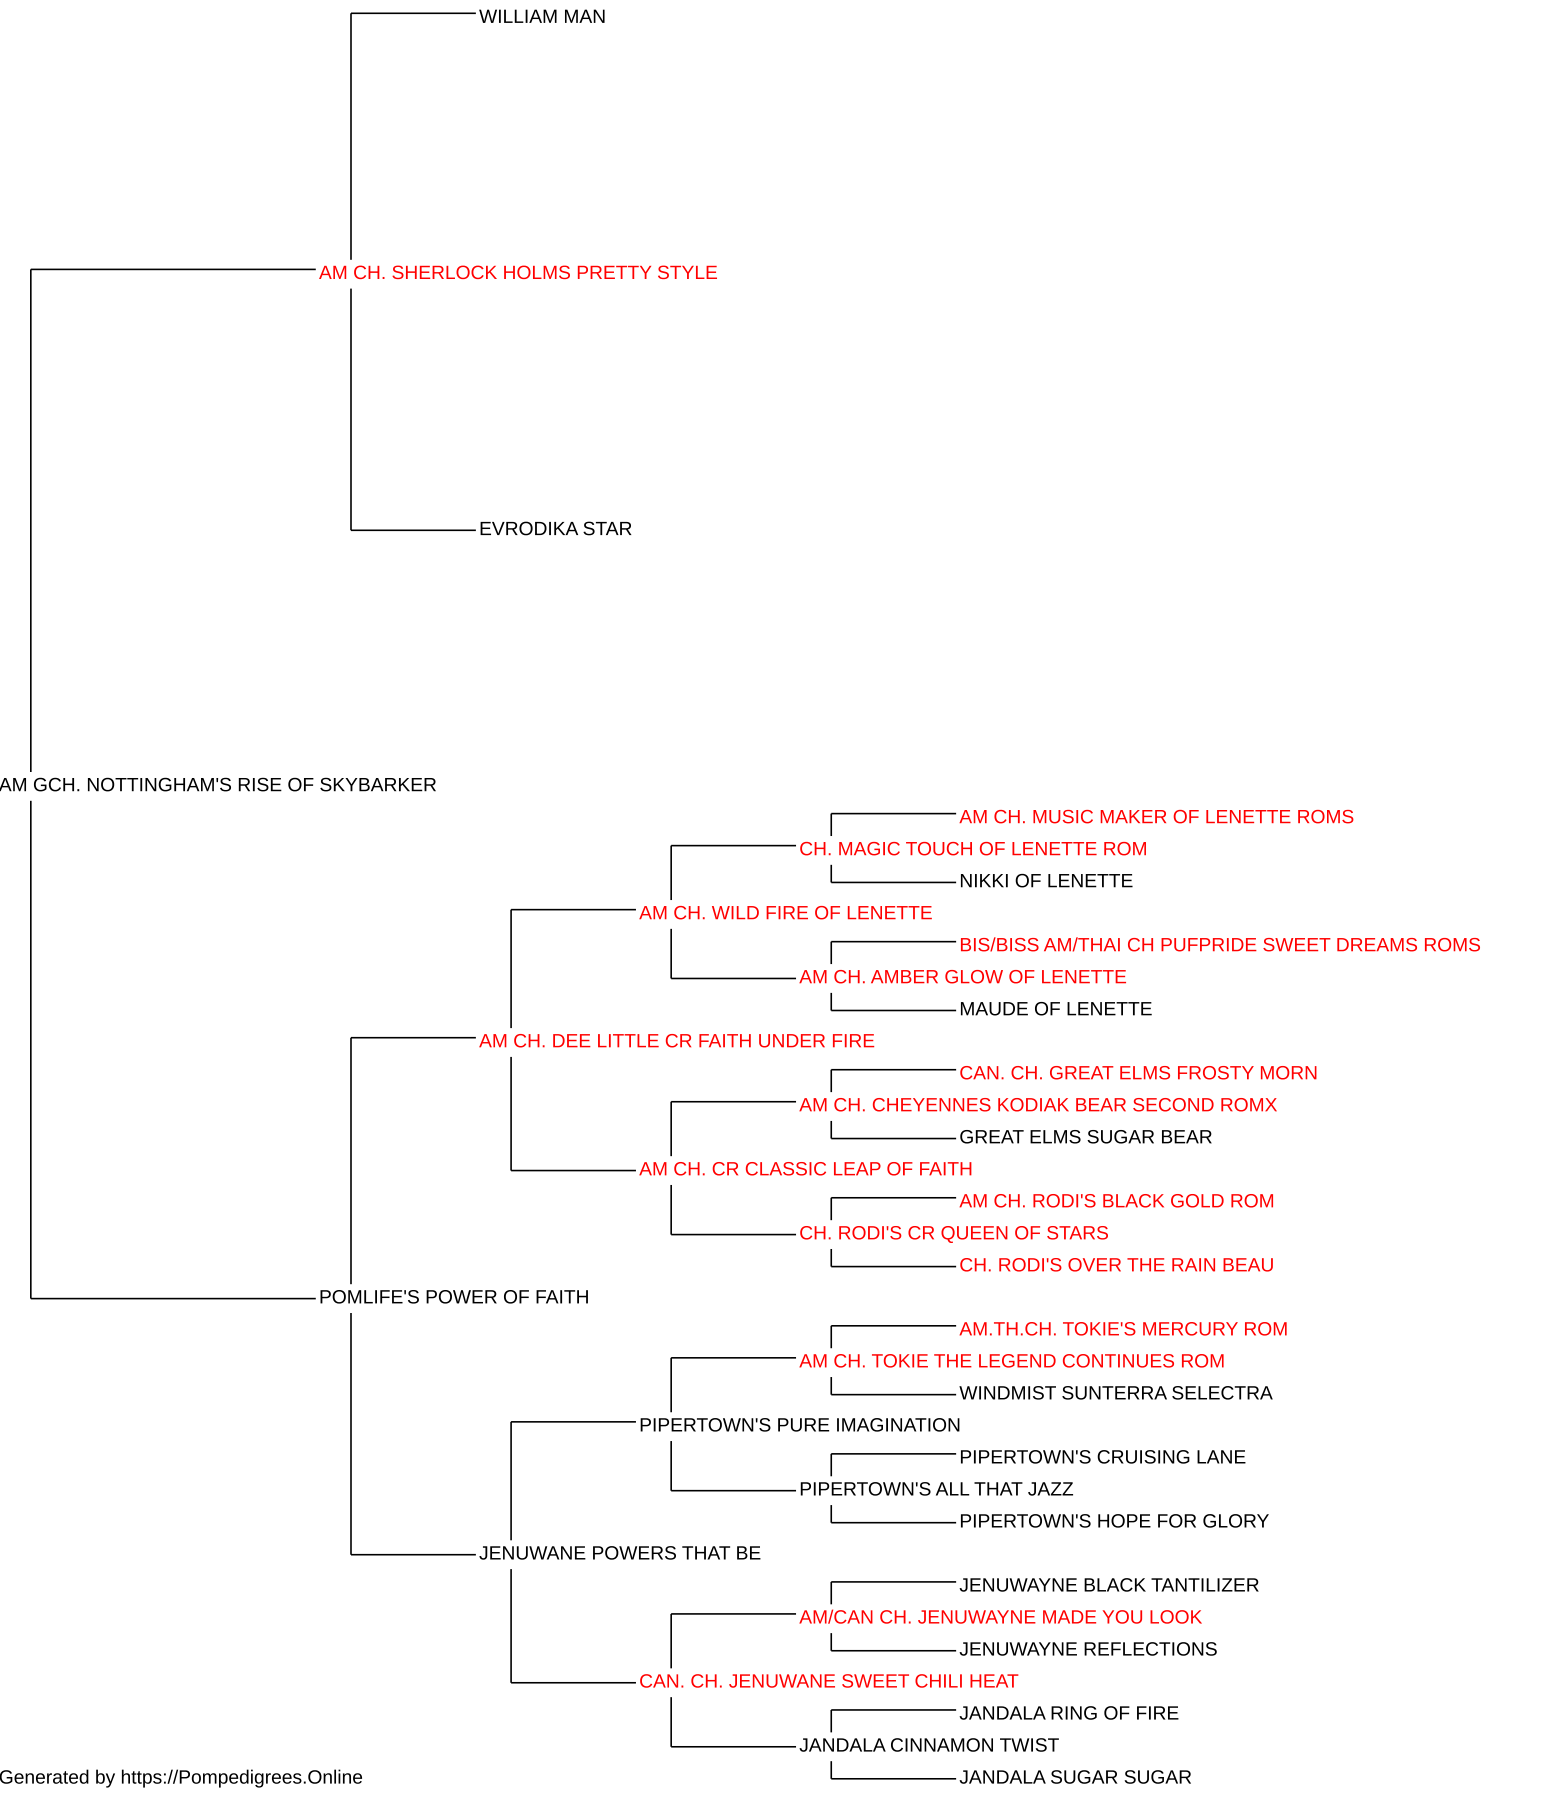 WILLIAM MAN
AM CH. SHERLOCK HOLMS PRETTY STYLE
EVRODIKA STAR
AM GCH. NOTTINGHAM'S RISE OF SKYBARKER
AM CH. MUSIC MAKER OF LENETTE ROMS
CH. MAGIC TOUCH OF LENETTE ROM
NIKKI OF LENETTE
AM CH. WILD FIRE OF LENETTE
BIS/BISS AM/THAI CH PUFPRIDE SWEET DREAMS ROMS
AM CH. AMBER GLOW OF LENETTE
MAUDE OF LENETTE
AM CH. DEE LITTLE CR FAITH UNDER FIRE
CAN. CH. GREAT ELMS FROSTY MORN
AM CH. CHEYENNES KODIAK BEAR SECOND ROMX
GREAT ELMS SUGAR BEAR
AM CH. CR CLASSIC LEAP OF FAITH
AM CH. RODI'S BLACK GOLD ROM
CH. RODI'S CR QUEEN OF STARS
CH. RODI'S OVER THE RAIN BEAU
POMLIFE'S POWER OF FAITH
AM.TH.CH. TOKIE'S MERCURY ROM
AM CH. TOKIE THE LEGEND CONTINUES ROM
WINDMIST SUNTERRA SELECTRA
PIPERTOWN'S PURE IMAGINATION
PIPERTOWN'S CRUISING LANE
PIPERTOWN'S ALL THAT JAZZ
PIPERTOWN'S HOPE FOR GLORY
JENUWANE POWERS THAT BE
JENUWAYNE BLACK TANTILIZER
AM/CAN CH. JENUWAYNE MADE YOU LOOK
JENUWAYNE REFLECTIONS
CAN. CH. JENUWANE SWEET CHILI HEAT
JANDALA RING OF FIRE
JANDALA CINNAMON TWIST
JANDALA SUGAR SUGAR
Generated by https://Pompedigrees.Online